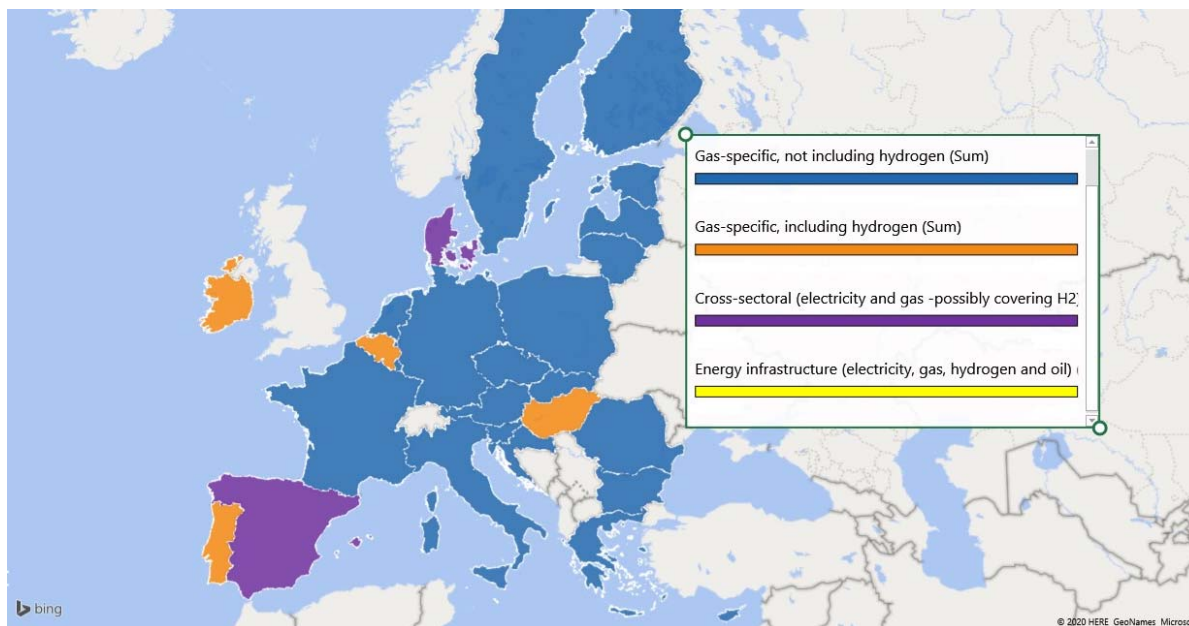 Gas-specific, not including hydrogen (Sum)
Gas-specific, including hydrogen (Sum)
Cross-sectoral (electricity and gas -possibly covering H2)
Energy infrastructure (electricity, gas, hydrogen and oil) (
bing
© 2020 HERE GeoNames Microso